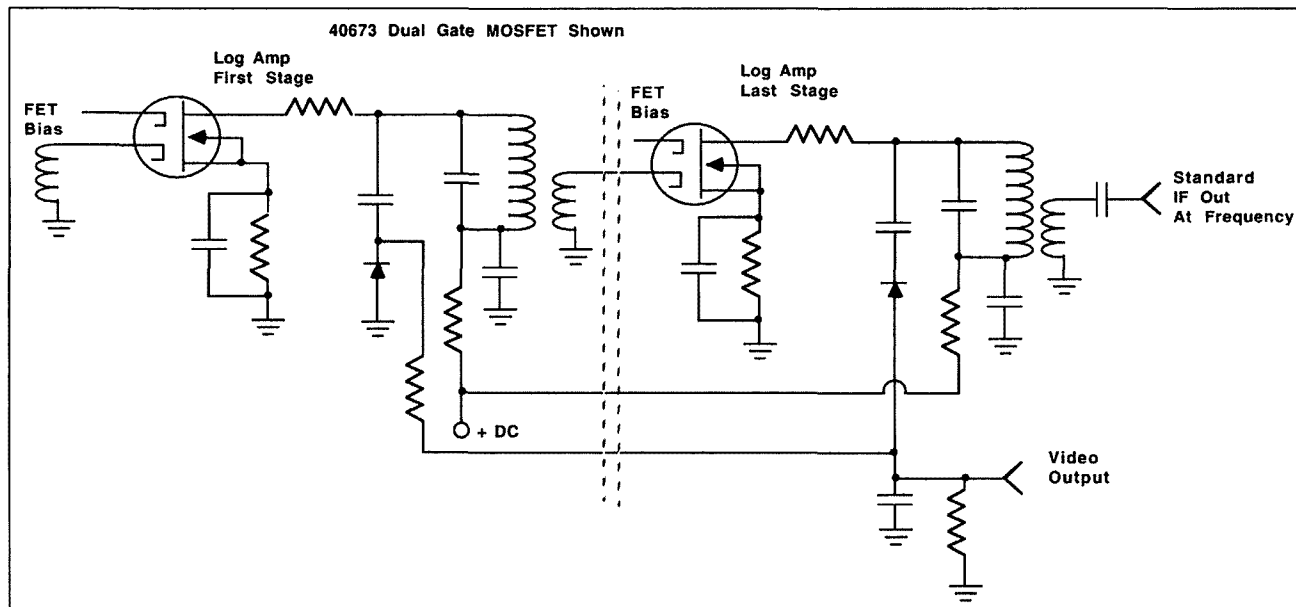 40673 Dual Gate MOSFET Shown
Log Amp
First Stage
FET
Bias
Log Amp
Last Stage
FET
Bias
Standard
IF Out
At Frequency
+ DC
Video
Output